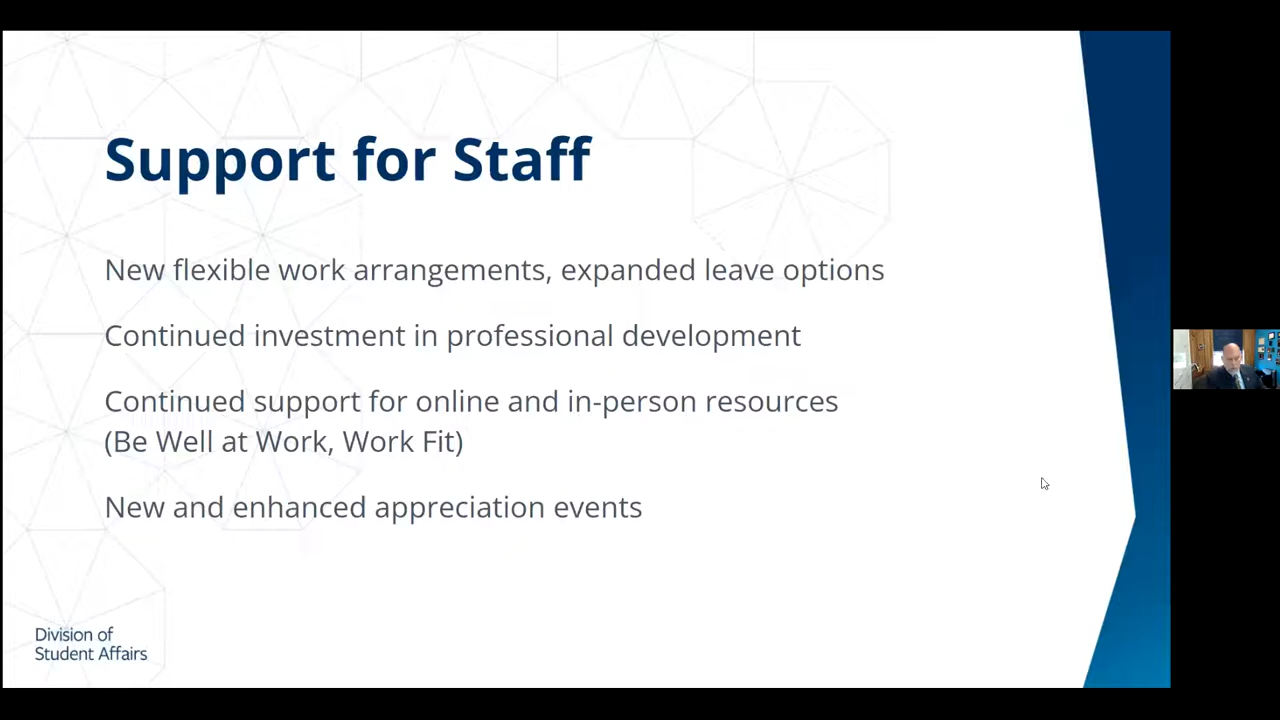 Support for Staff
New flexible work arrangements, expanded leave options
Continued investment in professional development
Continued support for online and in-person resources
(Be Well at Work, Work Fit)
New and enhanced appreciation events
Division of
Student Affairs